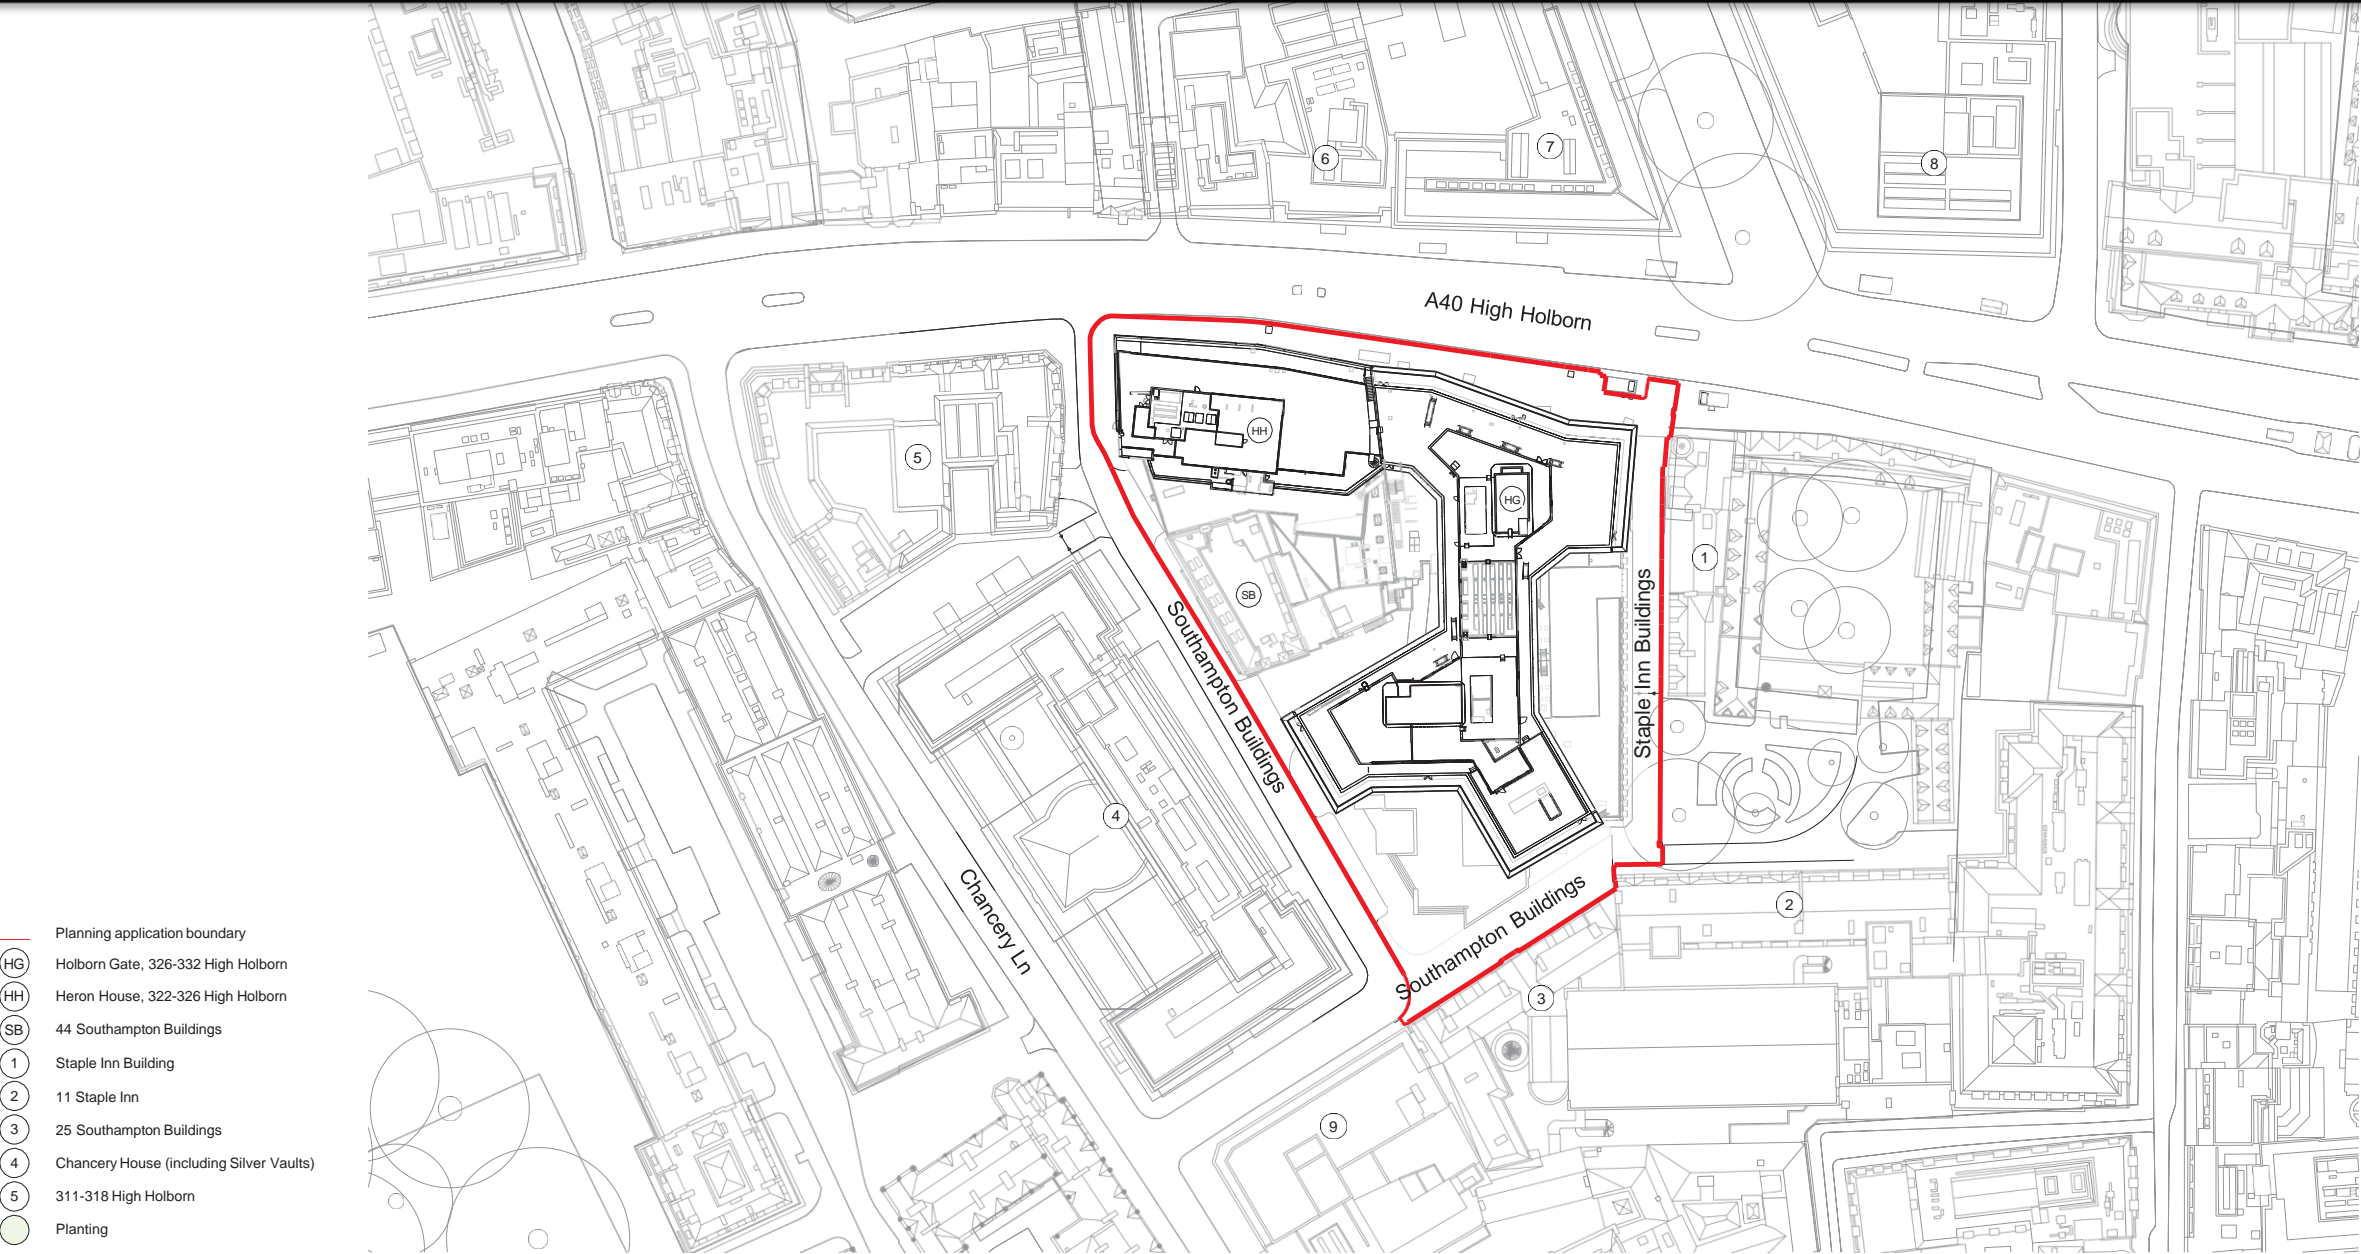 6
7
8
A40 High Holborn
HH
5
HG
1
SB
Southampton Buildings
Staple Inn Buildings
4
Chancery Ln
Southampton Buildings
2
3
9
Planning application boundary
HG Holborn Gate, 326-332 High Holborn
HH Heron House, 322-326 High Holborn
SB 44 Southampton Buildings
1 Staple Inn Building
2 11 Staple Inn
3 25 Southampton Buildings
4 Chancery House (including Silver Vaults)
5 311-318 High Holborn
Planting